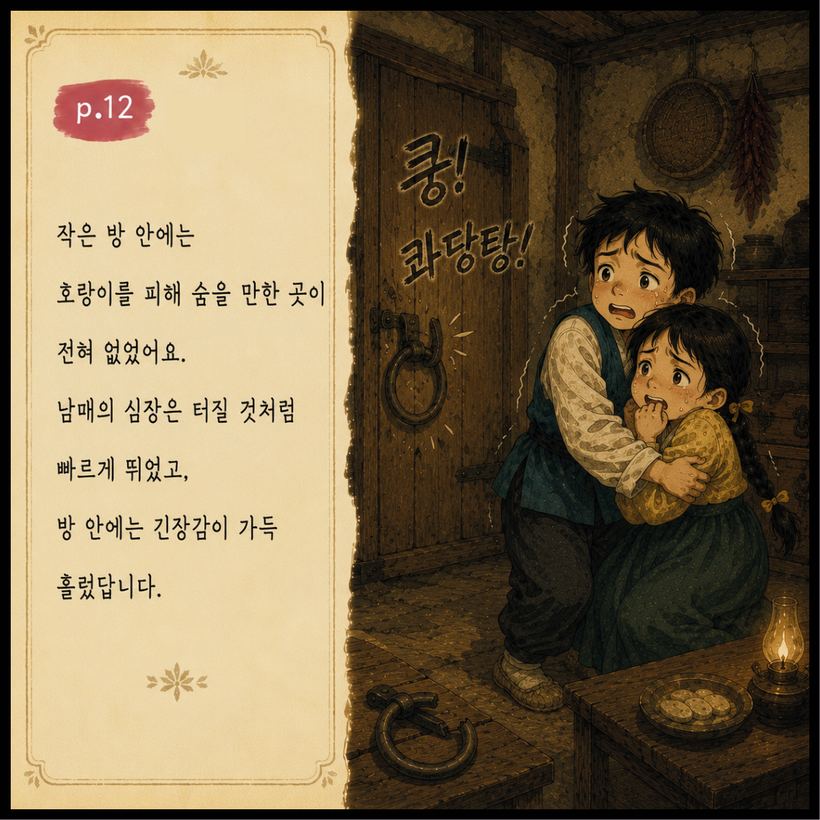 p.12
작은 방 안에는
호랑이를 피해 숨을 만한 곳이
전혀 없었어요.
남매의 심장은 터질 것처럼
빠르게 뛰었고,
방 안에는 긴장감이 가득
흘렀답니다.
쿵!
콰당탕!